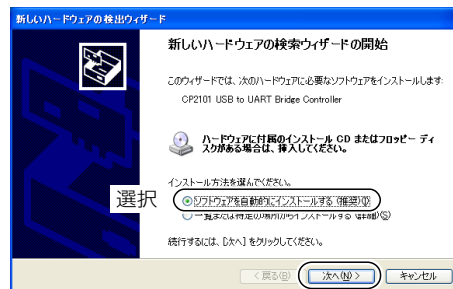 新しいハードウェアの検出ウィザード
新しいハードウェアの検索ウィザードの開始
このウィザードでは、次のハードウェアに必要なソフトウェアをインストールします:
CP2101 USB to UART Bridge Controller
ハードウェアに付属のインストール CD またはフロッピー ディ
スクがある場合は、挿入してください。
インストール方法を選んでください。
選択
ソフトウェアを自動的にインストールする (推奨)(I)
一覧または特定の場所からインストールする (詳細)(S)
続行するには、[次へ] をクリックしてください。
< 戻る(B)
次へ(N) >
キャンセル